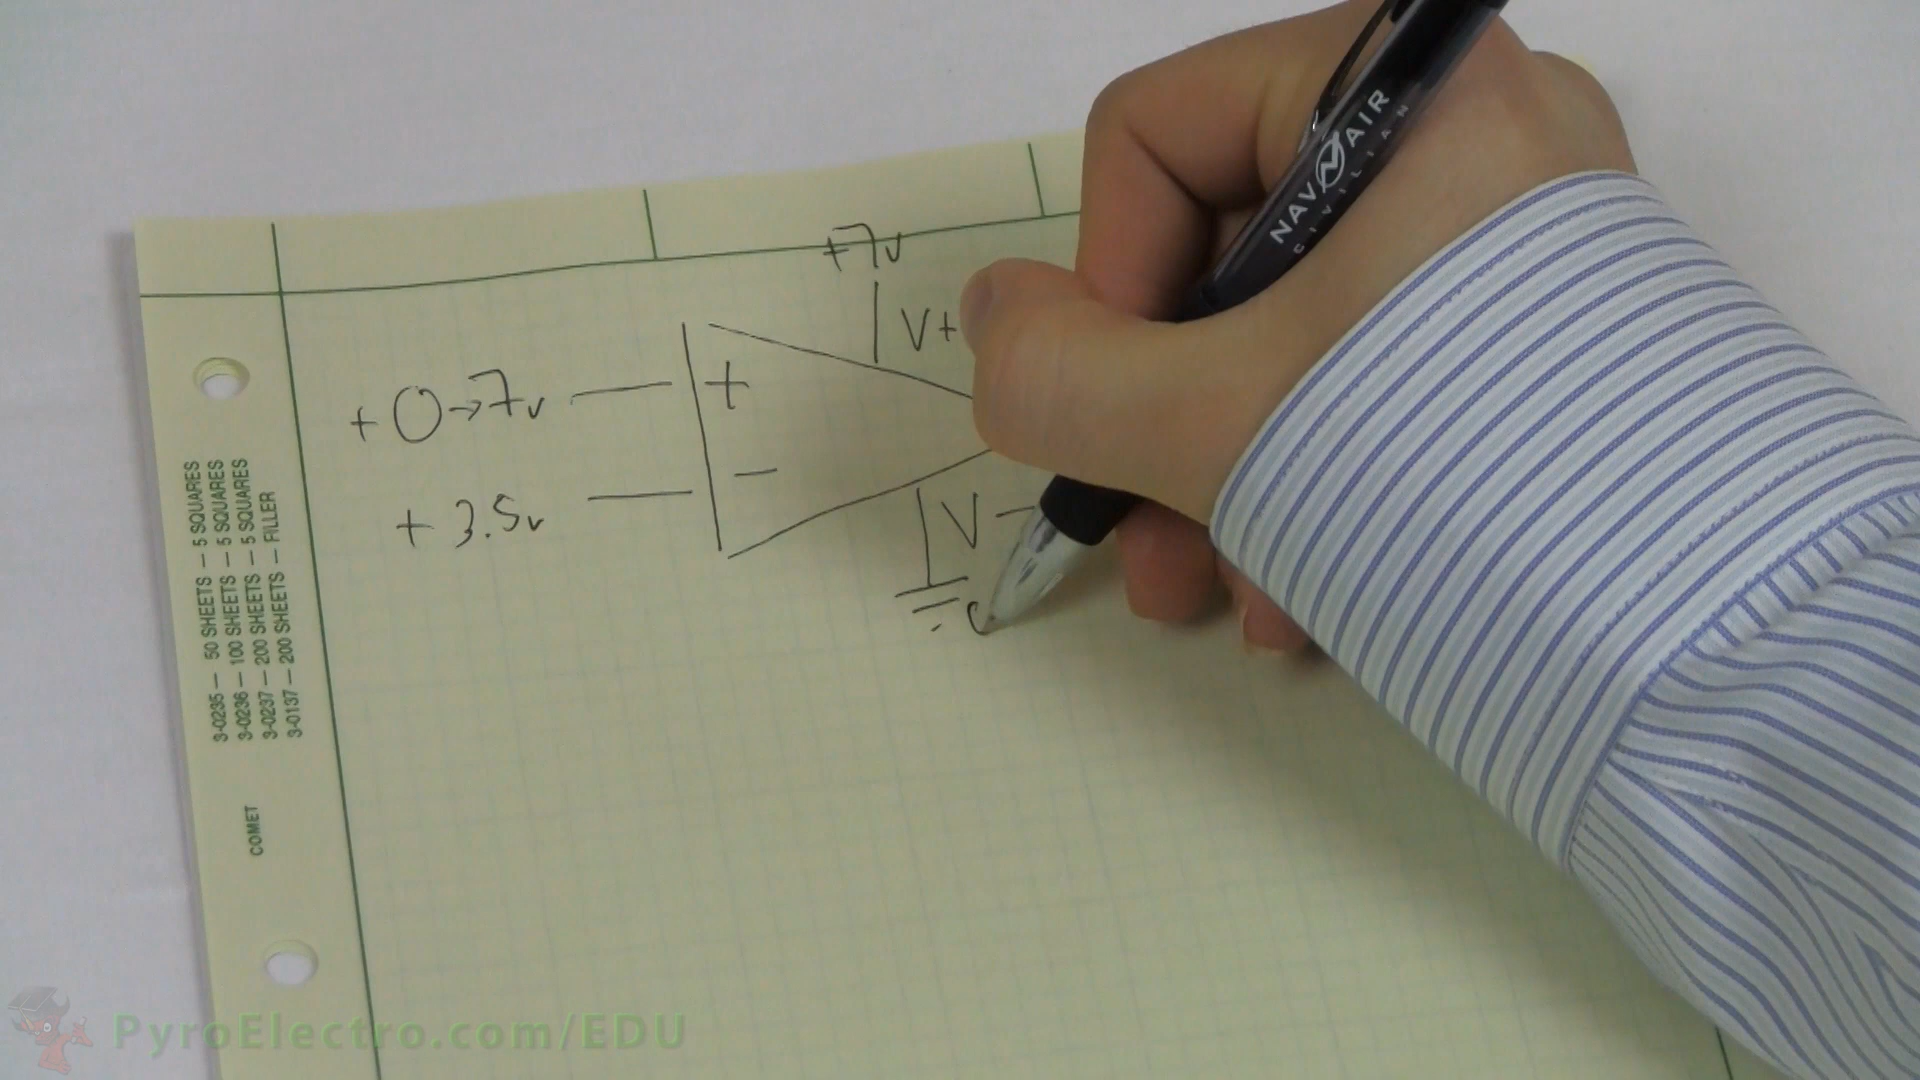 +7v
V+
+ 0→7v
+
-
+ 3.5v
V-
NAVAIR
CIVILIAN
3-0235 — 50 SHEETS — 5 SQUARES
3-0236 — 100 SHEETS — 5 SQUARES
3-0237 — 200 SHEETS — 5 SQUARES
3-0137 — 200 SHEETS — FILLER
COMET
PyroElectro.com/EDU